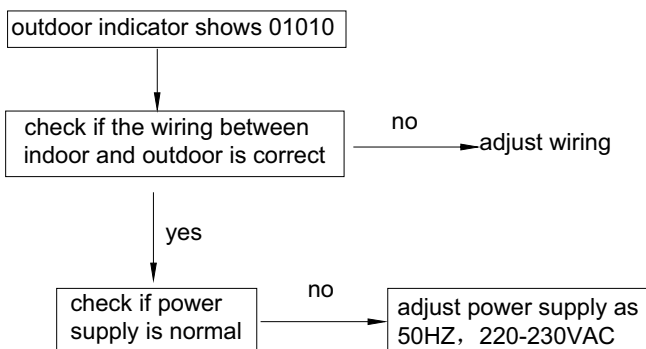 outdoor indicator shows 01010
check if the wiring between
indoor and outdoor is correct
no
adjust wiring
yes
check if power
supply is normal
no
adjust power supply as
50HZ，220-230VAC